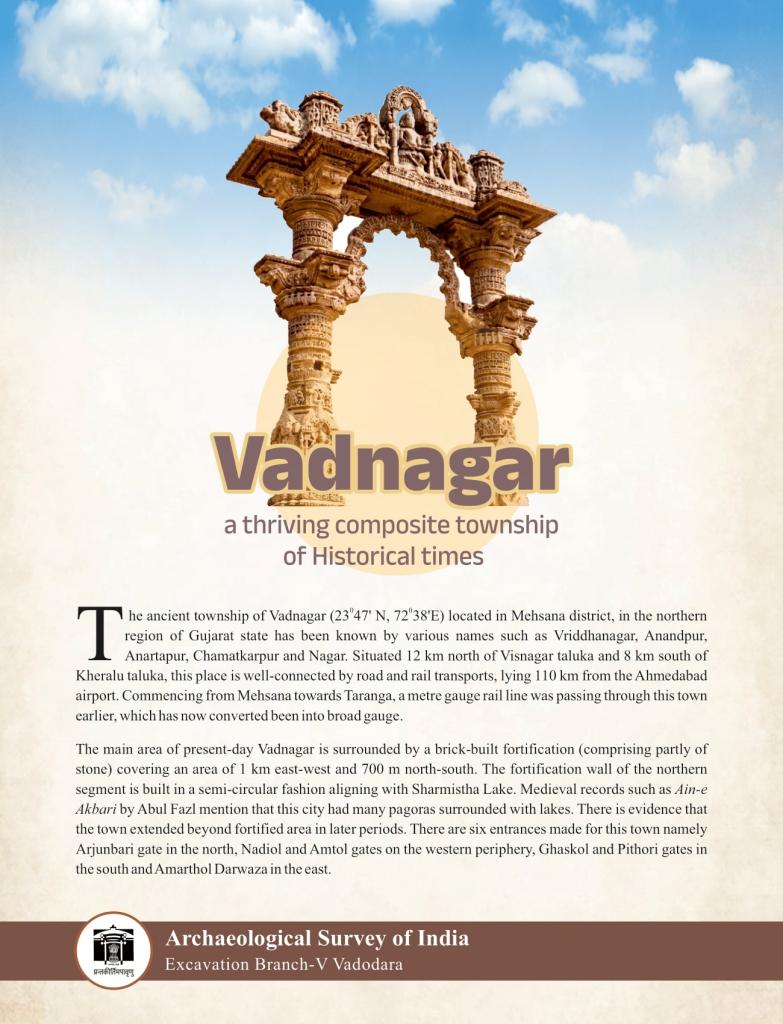 Vadnagar
a thriving composite township
of Historical times
The ancient township of Vadnagar (23⁰47' N, 72⁰38'E) located in Mehsana district, in the northern
region of Gujarat state has been known by various names such as Vriddhanagar, Anandpur,
Anartapur, Chamatkarpur and Nagar. Situated 12 km north of Visnagar taluka and 8 km south of
Kheralu taluka, this place is well-connected by road and rail transports, lying 110 km from the Ahmedabad
airport. Commencing from Mehsana towards Taranga, a metre gauge rail line was passing through this town
earlier, which has now converted been into broad gauge.
The main area of present-day Vadnagar is surrounded by a brick-built fortification (comprising partly of
stone) covering an area of 1 km east-west and 700 m north-south. The fortification wall of the northern
segment is built in a semi-circular fashion aligning with Sharmistha Lake. Medieval records such as Ain-e
Akbari by Abul Fazl mention that this city had many pagoras surrounded with lakes. There is evidence that
the town extended beyond fortified area in later periods. There are six entrances made for this town namely
Arjunbari gate in the north, Nadiol and Amtol gates on the western periphery, Ghaskol and Pithori gates in
the south and Amarthol Darwaza in the east.
Archaeological Survey of India
Excavation Branch-V Vadodara
प्रत्नकीर्तिमपावृणु